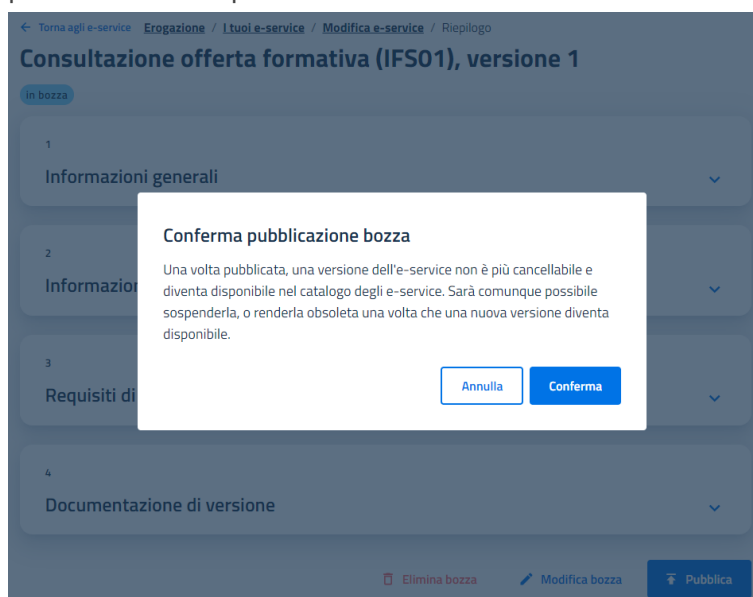 ← Torna agli e-service Erogazione / I tuoi e-service / Modifica e-service / Riepilogo
Consultazione offerta formativa (IFS01), versione 1
in bozza
1
Informazioni generali
2
Informazion
3
Requisiti di
4
Documentazione di versione
Conferma pubblicazione bozza
Una volta pubblicata, una versione dell'e-service non è più cancellabile e
diventa disponibile nel catalogo degli e-service. Sarà comunque possibile
sospenderla, o renderla obsoleta una volta che una nuova versione diventa
disponibile.
Annulla Conferma
Elimina bozza Modifica bozza Pubblica